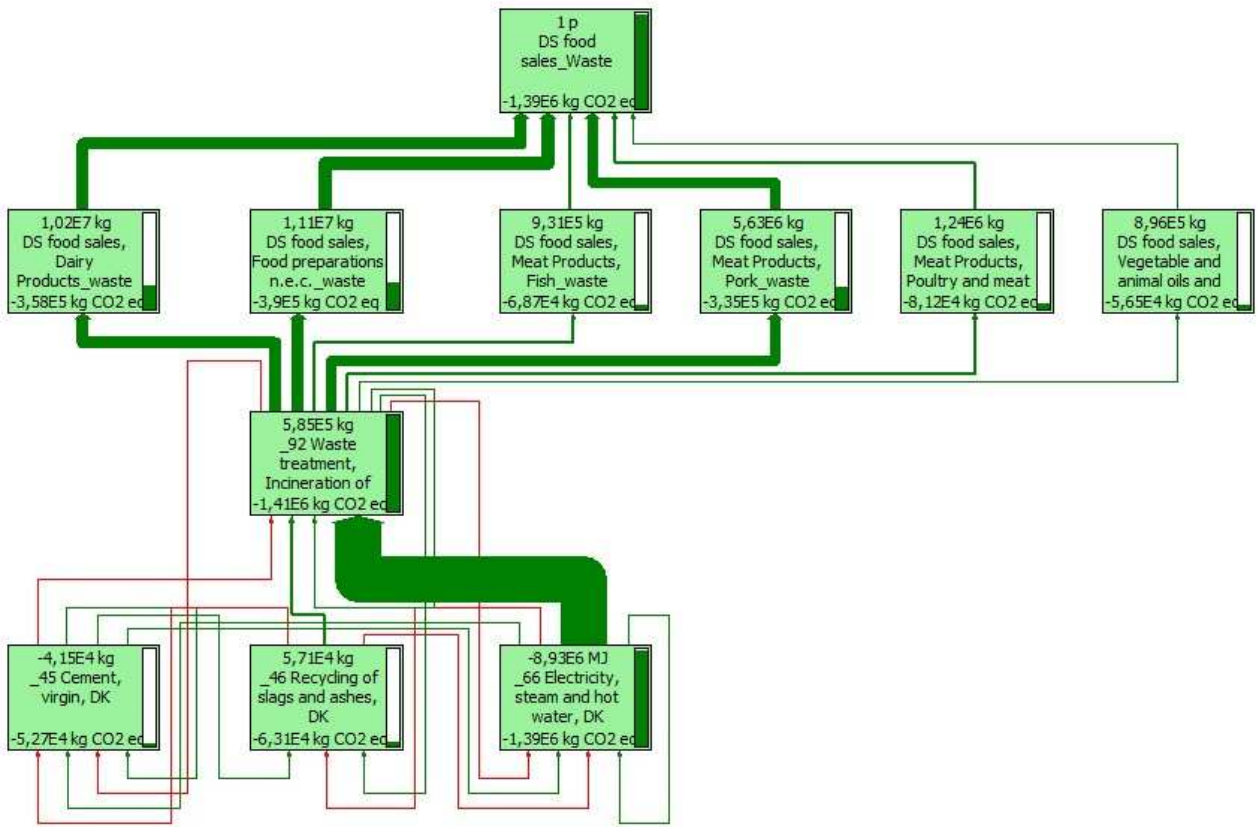 1 p
DS food
sales_Waste
-1,39E6 kg CO2 eq
1,02E7 kg
DS food sales,
Dairy
Products_waste
-3,58E5 kg CO2 eq
1,11E7 kg
DS food sales,
Food preparations
n.e.c._waste
-3,9E5 kg CO2 eq
9,31E5 kg
DS food sales,
Meat Products,
Fish_waste
-6,87E4 kg CO2 eq
5,63E6 kg
DS food sales,
Meat Products,
Pork_waste
-3,35E5 kg CO2 eq
1,24E6 kg
DS food sales,
Meat Products,
Poultry and meat
-8,12E4 kg CO2 eq
8,96E5 kg
DS food sales,
Vegetable and
animal oils and
-5,65E4 kg CO2 eq
5,85E5 kg
_92 Waste
treatment,
Incineration of
-1,41E6 kg CO2 eq
-4,15E4 kg
_45 Cement,
virgin, DK
-5,27E4 kg CO2 eq
5,71E4 kg
_46 Recycling of
slags and ashes,
DK
-6,31E4 kg CO2 eq
-8,93E6 MJ
_66 Electricity,
steam and hot
water, DK
-1,39E6 kg CO2 eq